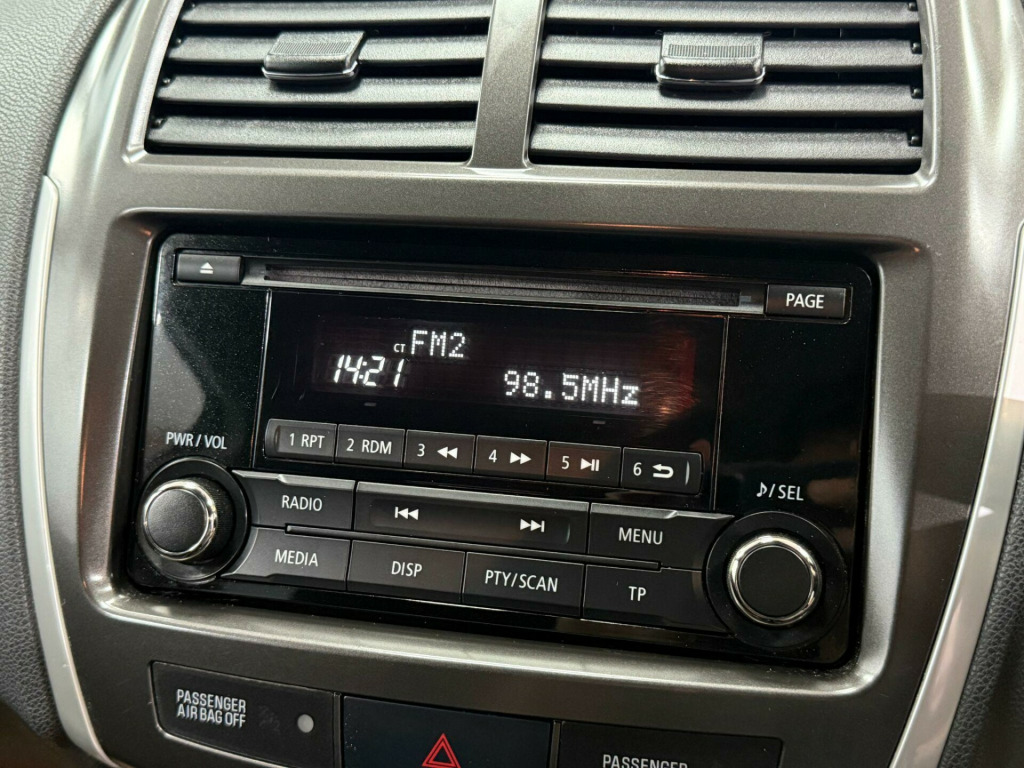 PAGE
CT FM2
14:21
98.5MHz
1 RPT
2 RDM
3
4
5
6
PWR / VOL
♪/SEL
RADIO
MENU
MEDIA
DISP
PTY/SCAN
TP
PASSENGER
AIR BAG OFF
PASSENGER